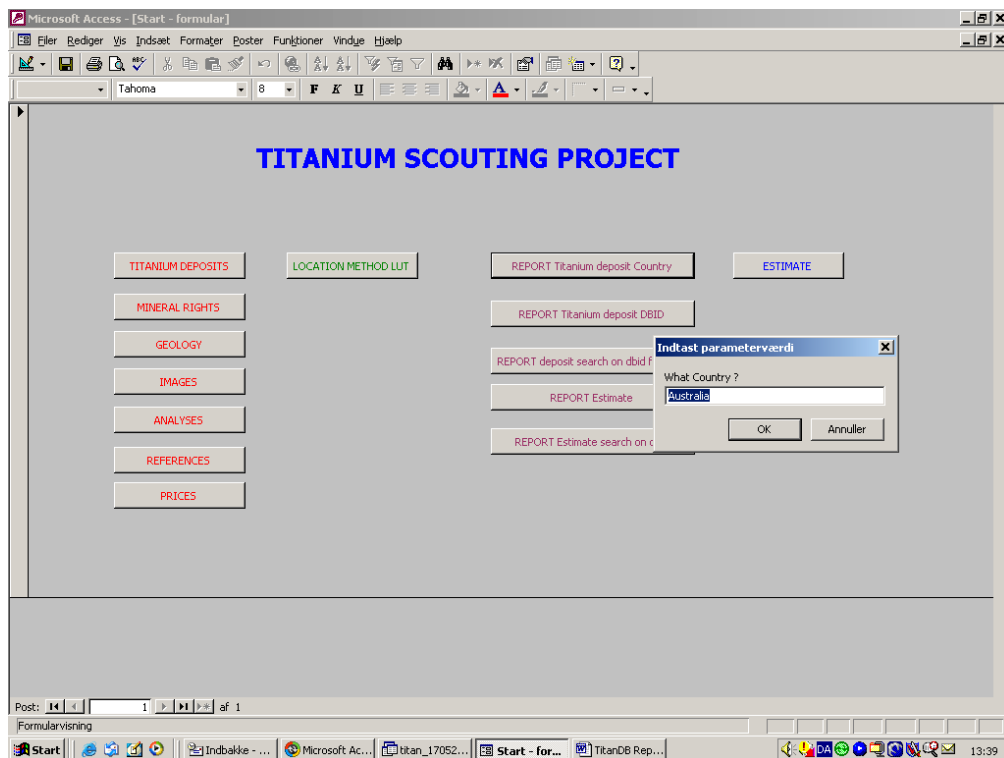 Microsoft Access - [Start - formular]
Filer Rediger Vis Indsæt Formater Poster Funktioner Vindue Hjælp
Tahoma 8 F K U
TITANIUM SCOUTING PROJECT
TITANIUM DEPOSITS
LOCATION METHOD LUT
REPORT Titanium deposit Country
ESTIMATE
MINERAL RIGHTS
REPORT Titanium deposit DBID
GEOLOGY
REPORT deposit search on dbid f
IMAGES
REPORT Estimate
ANALYSES
REPORT Estimate search on
REFERENCES
PRICES
Indtast parameterværdi
What Country ?
Australia
OK Annuller
Post: 1 af 1
Formularvisning
Start Indbakke - ... Microsoft Ac... titan_17052... Start - for... TitanDB Rep... DA 13:39